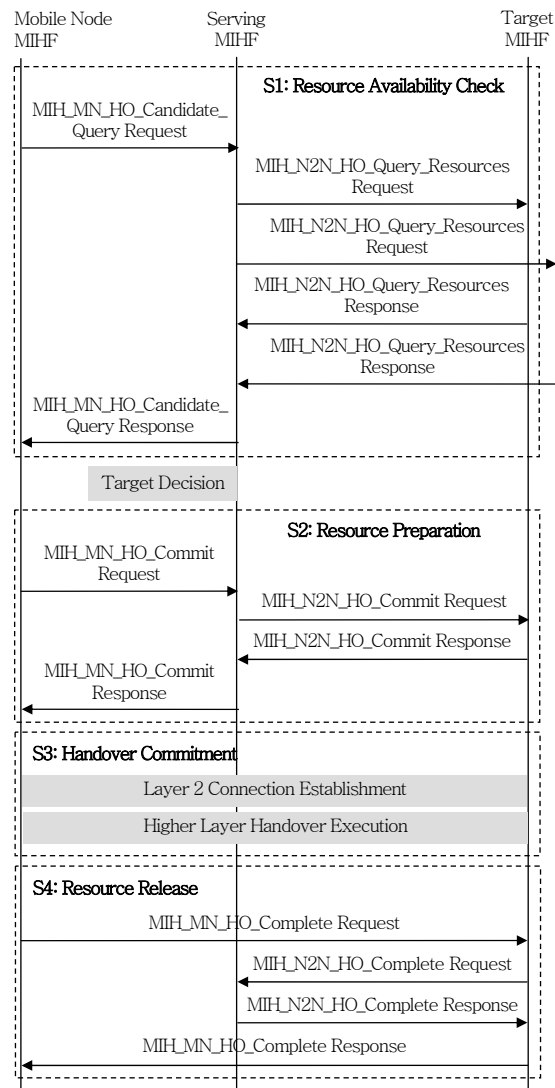 Mobile Node
MIHF
Serving
MIHF
Target
MIHF
S1: Resource Availability Check
MIH_MN_HO_Candidate_
Query Request
MIH_N2N_HO_Query_Resources
Request
MIH_N2N_HO_Query_Resources
Request
MIH_N2N_HO_Query_Resources
Response
MIH_N2N_HO_Query_Resources
Response
MIH_MN_HO_Candidate_
Query Response
Target Decision
S2: Resource Preparation
MIH_MN_HO_Commit
Request
MIH_N2N_HO_Commit Request
MIH_N2N_HO_Commit Response
MIH_MN_HO_Commit
Response
S3: Handover Commitment
Layer 2 Connection Establishment
Higher Layer Handover Execution
S4: Resource Release
MIH_MN_HO_Complete Request
MIH_N2N_HO_Complete Request
MIH_N2N_HO_Complete Response
MIH_MN_HO_Complete Response